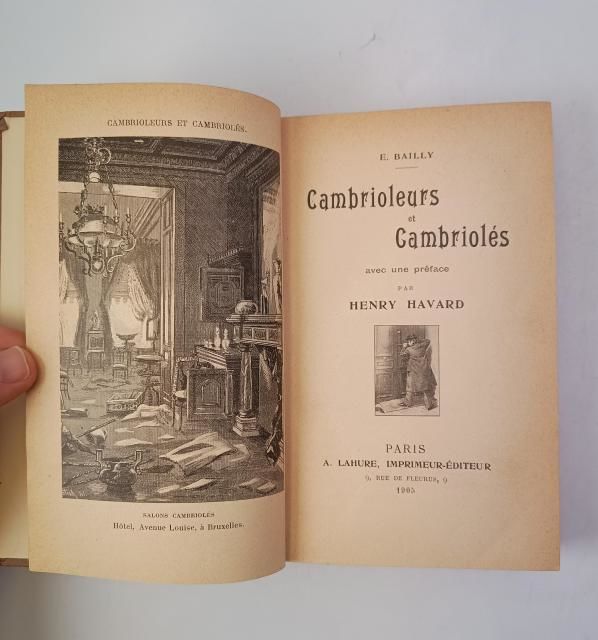 CAMBRIOLEURS ET CAMBRIOLÉS.
SALONS CAMBRIOLÉS
Hôtel, Avenue Louise, à Bruxelles.
E. BAILLY
Cambrioleurs
et
Cambriolés
avec une préface
PAR
HENRY HAVARD
PARIS
A. LAHURE, IMPRIMEUR-ÉDITEUR
9, RUE DE FLEURUS, 9
1905